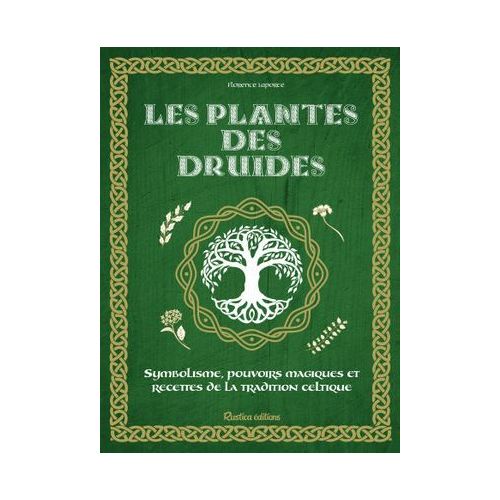 Florence Laporte
LES PLANTES
DES
DRUIDES
Symbolisme, pouvoirs magiques et
recettes de la tradition celtique
Rustica éditions